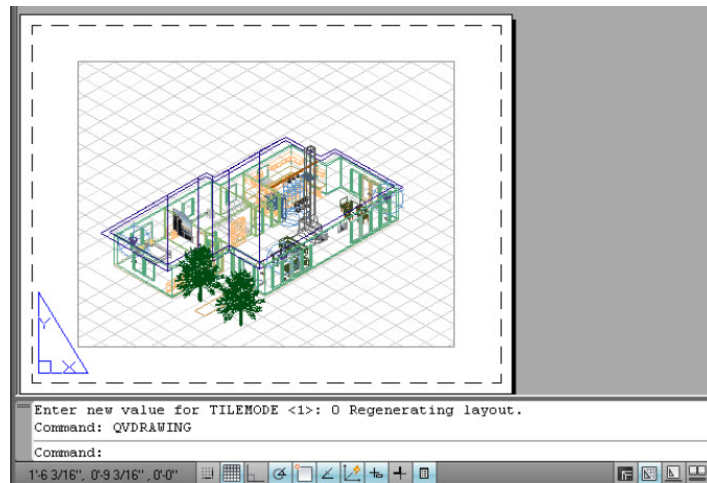 Y
X
Enter new value for TILEMODE <1>: 0 Regenerating layout.
Command: QVDRAWING
Command:
1'-6 3/16", 0'-9 3/16" , 0'-0"